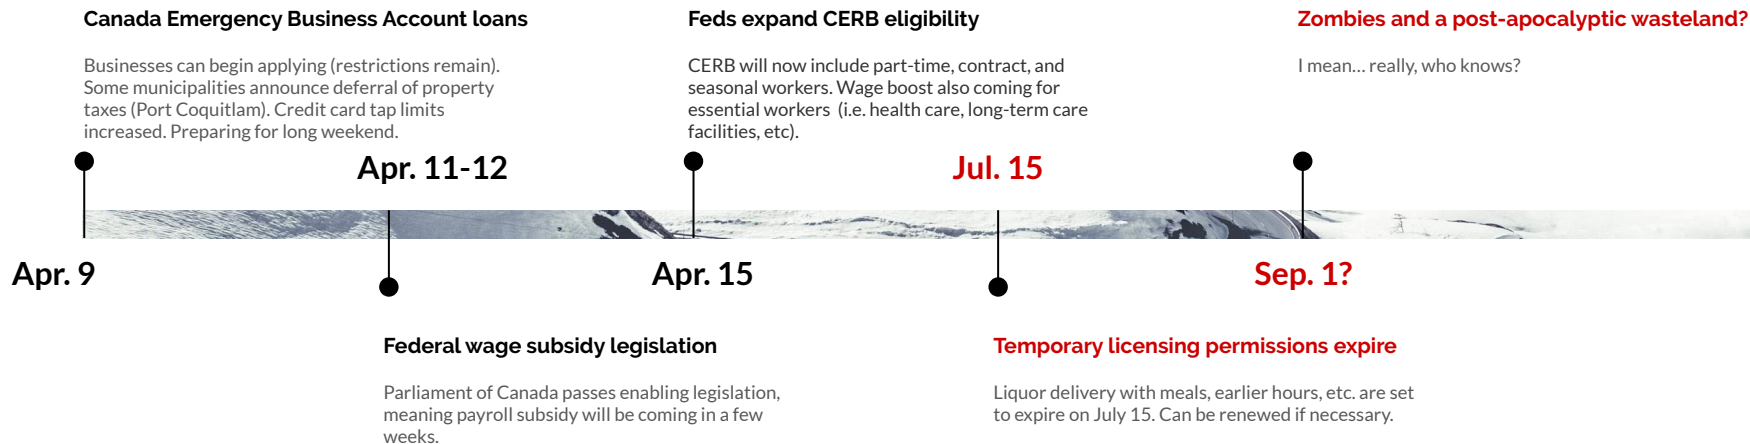 Canada Emergency Business Account loans
Businesses can begin applying (restrictions remain).
Some municipalities announce deferral of property
taxes (Port Coquitlam). Credit card tap limits
increased. Preparing for long weekend.
Apr. 9
Apr. 11-12
Federal wage subsidy legislation
Parliament of Canada passes enabling legislation,
meaning payroll subsidy will be coming in a few
weeks.
Feds expand CERB eligibility
CERB will now include part-time, contract, and
seasonal workers. Wage boost also coming for
essential workers  (i.e. health care, long-term care
facilities, etc).
Apr. 15
Jul. 15
Temporary licensing permissions expire
Liquor delivery with meals, earlier hours, etc. are set
to expire on July 15. Can be renewed if necessary.
Zombies and a post-apocalyptic wasteland?
I mean... really, who knows?
Sep. 1?